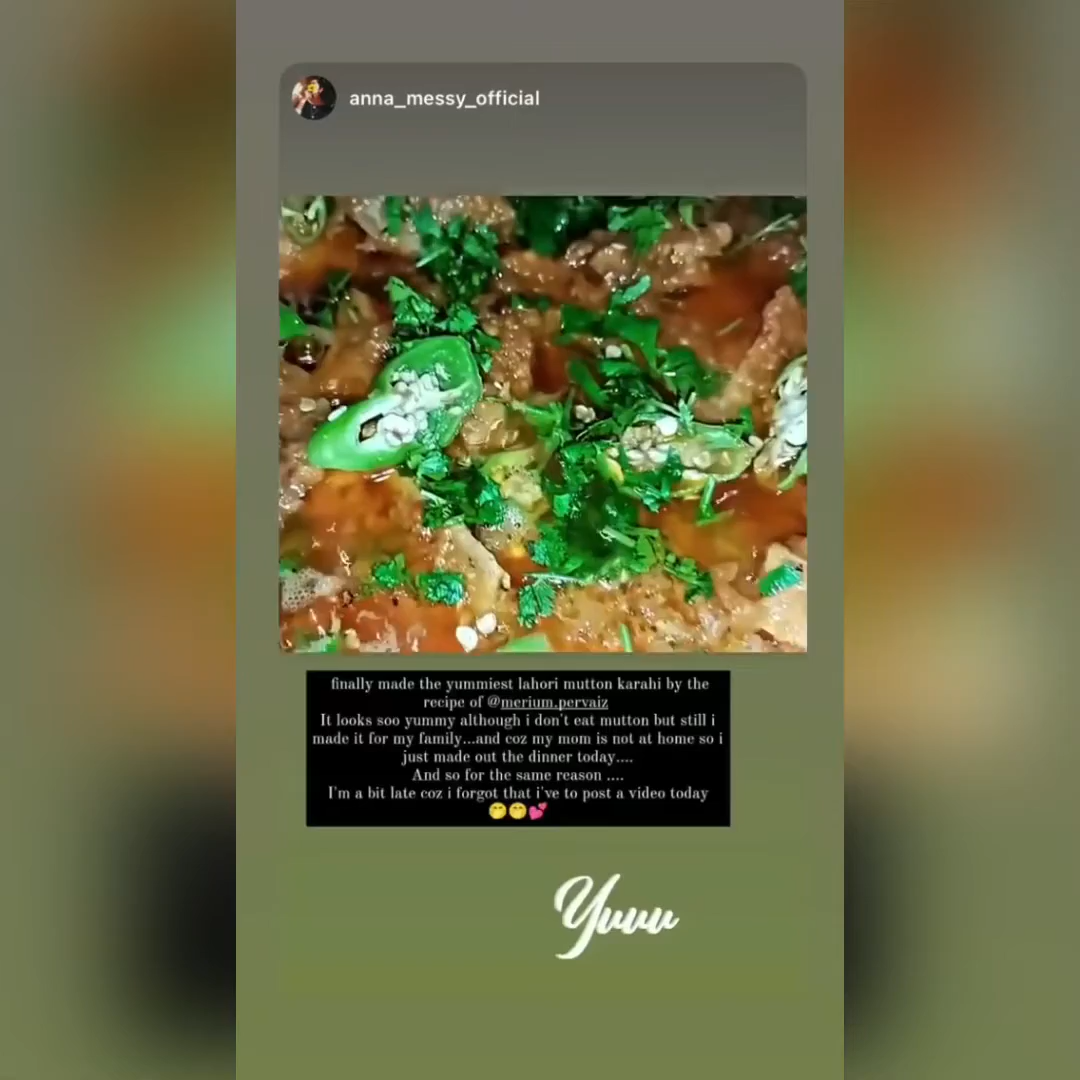 anna_messy_official
finally made the yummiest lahori mutton karahi by the
recipe of @merium.pervaiz
It looks soo yummy although i don't eat mutton but still i
made it for my family...and coz my mom is not at home so i
just made out the dinner today....
And so for the same reason ....
I'm a bit late coz i forgot that i've to post a video today
🤭🤭💕
Yuuu